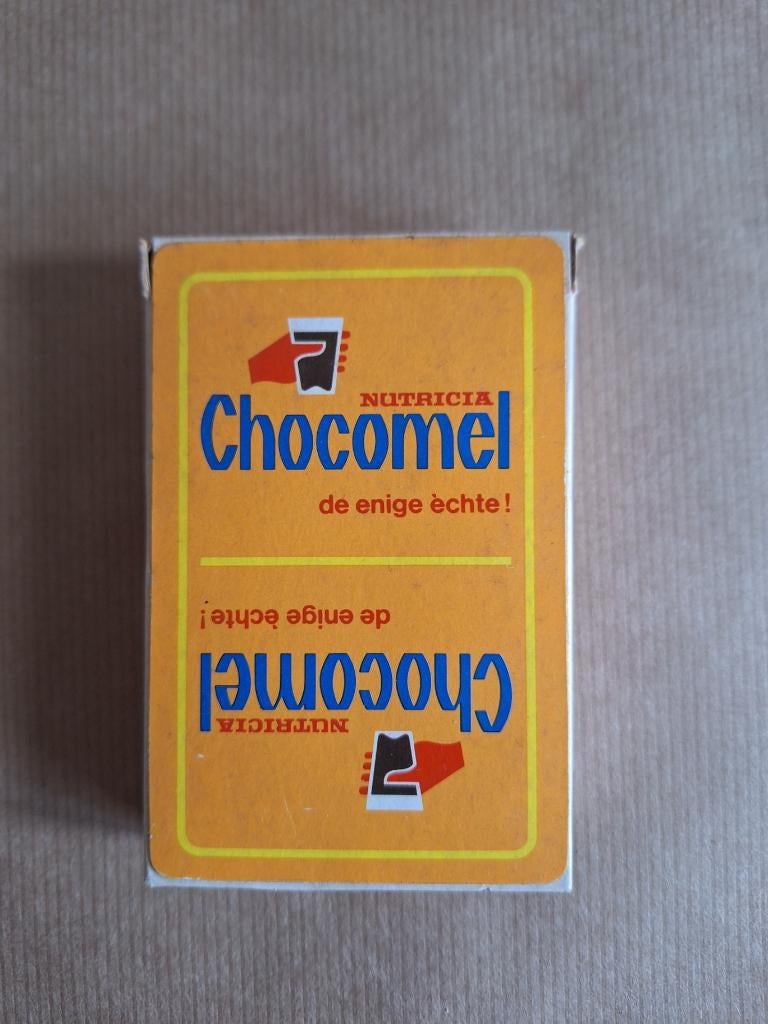 NUTRICIA
Chocomel
de enige èchte!
de enige èchte!
Chocomel
NUTRICIA